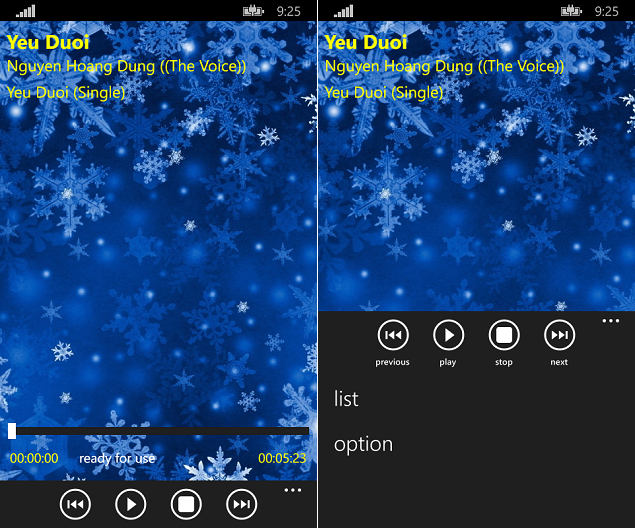 9:25
Yeu Duoi
Nguyen Hoang Dung ((The Voice))
Yeu Duoi (Single)
00:00:00 ready for use 00:05:23
9:25
Yeu Duoi
Nguyen Hoang Dung ((The Voice))
Yeu Duoi (Single)
previous play stop next
list
option